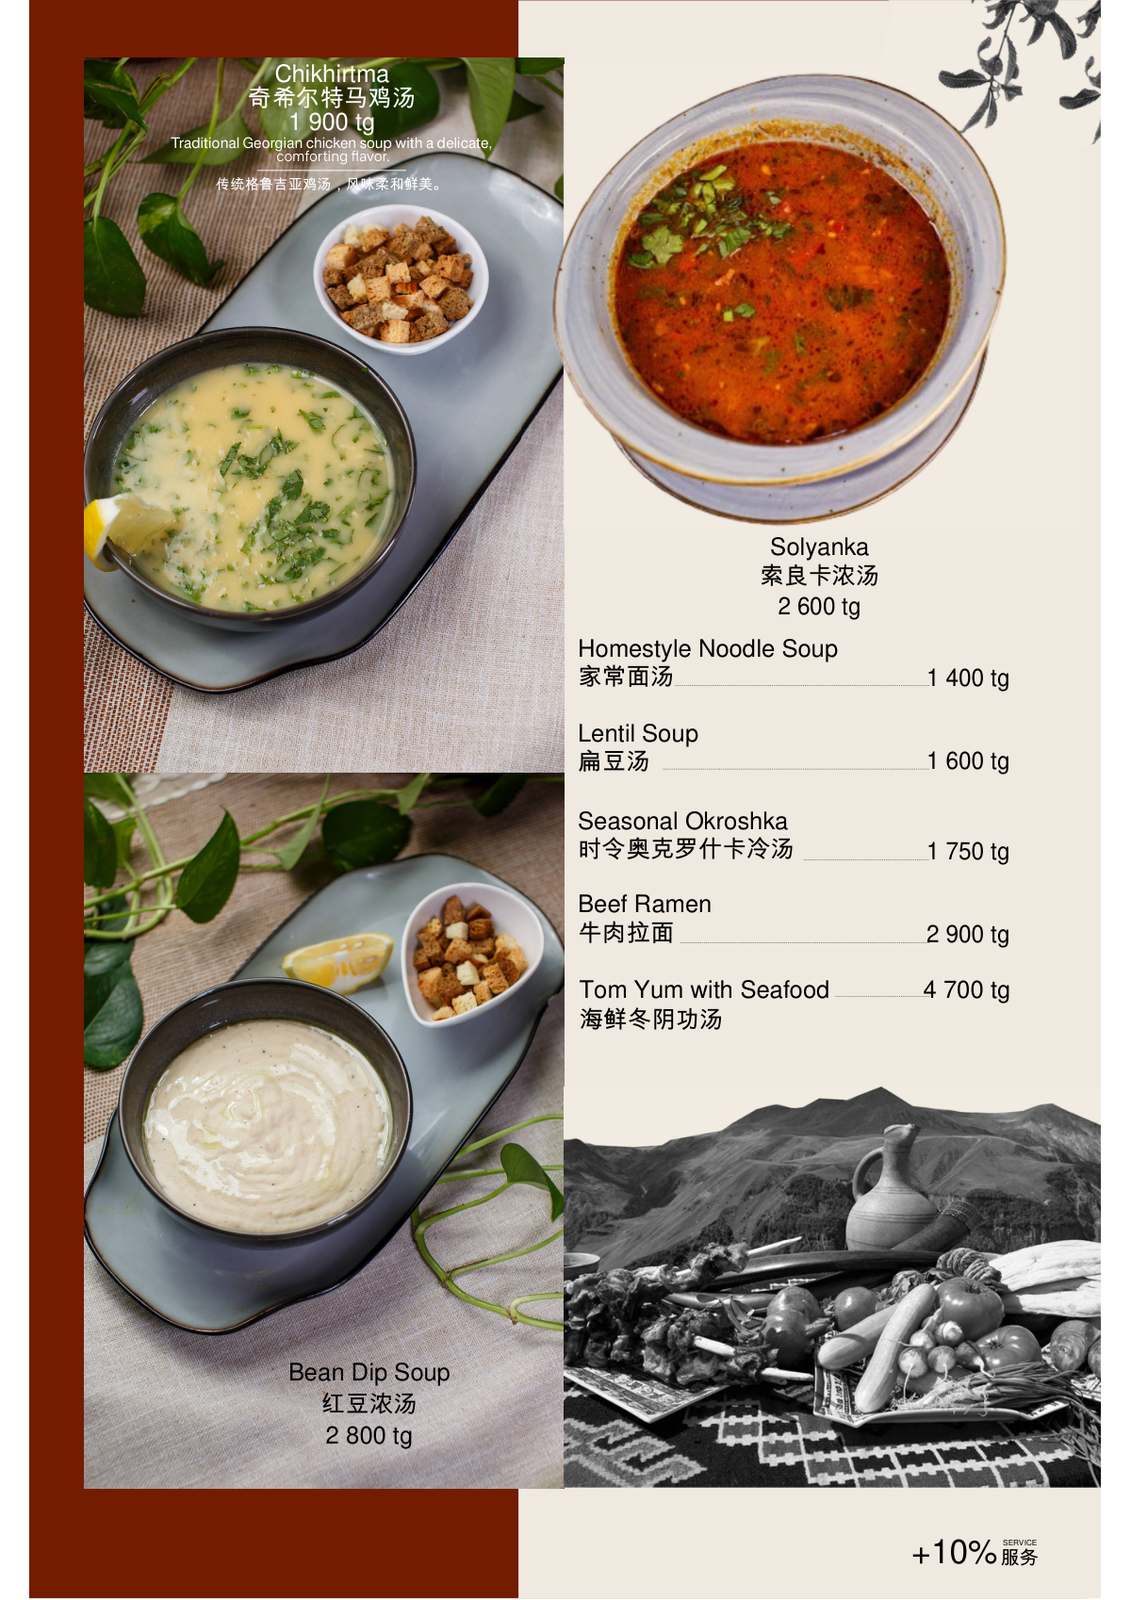 Chikhirtma
奇希尔特马鸡汤
1 900 tg
Traditional Georgian chicken soup with a delicate,
comforting flavor.
传统格鲁吉亚鸡汤，风味柔和鲜美。
Solyanka
索良卡浓汤
2 600 tg
Homestyle Noodle Soup
家常面汤 1 400 tg
Lentil Soup
扁豆汤 1 600 tg
Seasonal Okroshka
时令奥克罗什卡冷汤 1 750 tg
Beef Ramen
牛肉拉面 2 900 tg
Tom Yum with Seafood 4 700 tg
海鲜冬阴功汤
Bean Dip Soup
红豆浓汤
2 800 tg
+10% SERVICE
服务